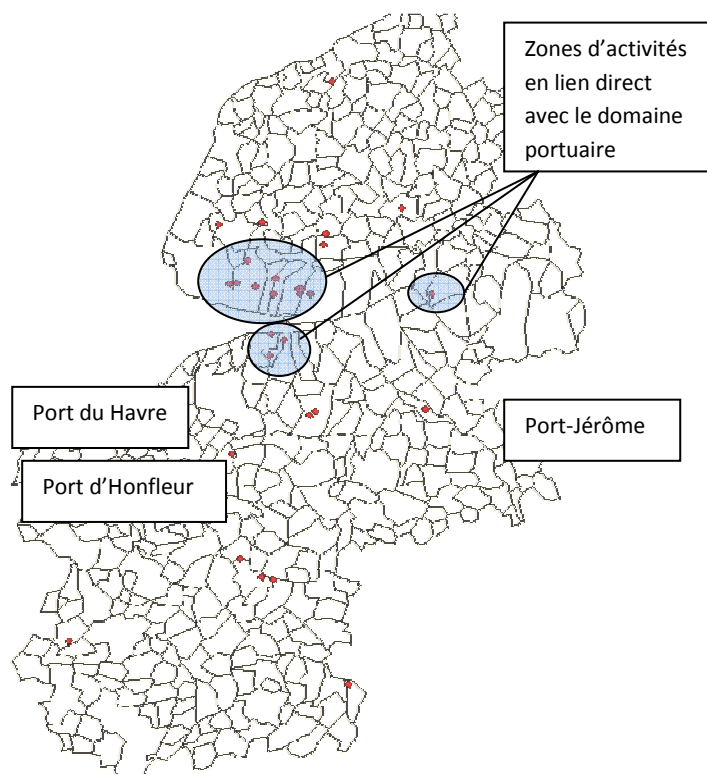 Zones d’activités
en lien direct
avec le domaine
portuaire
Port du Havre
Port-Jérôme
Port d’Honfleur